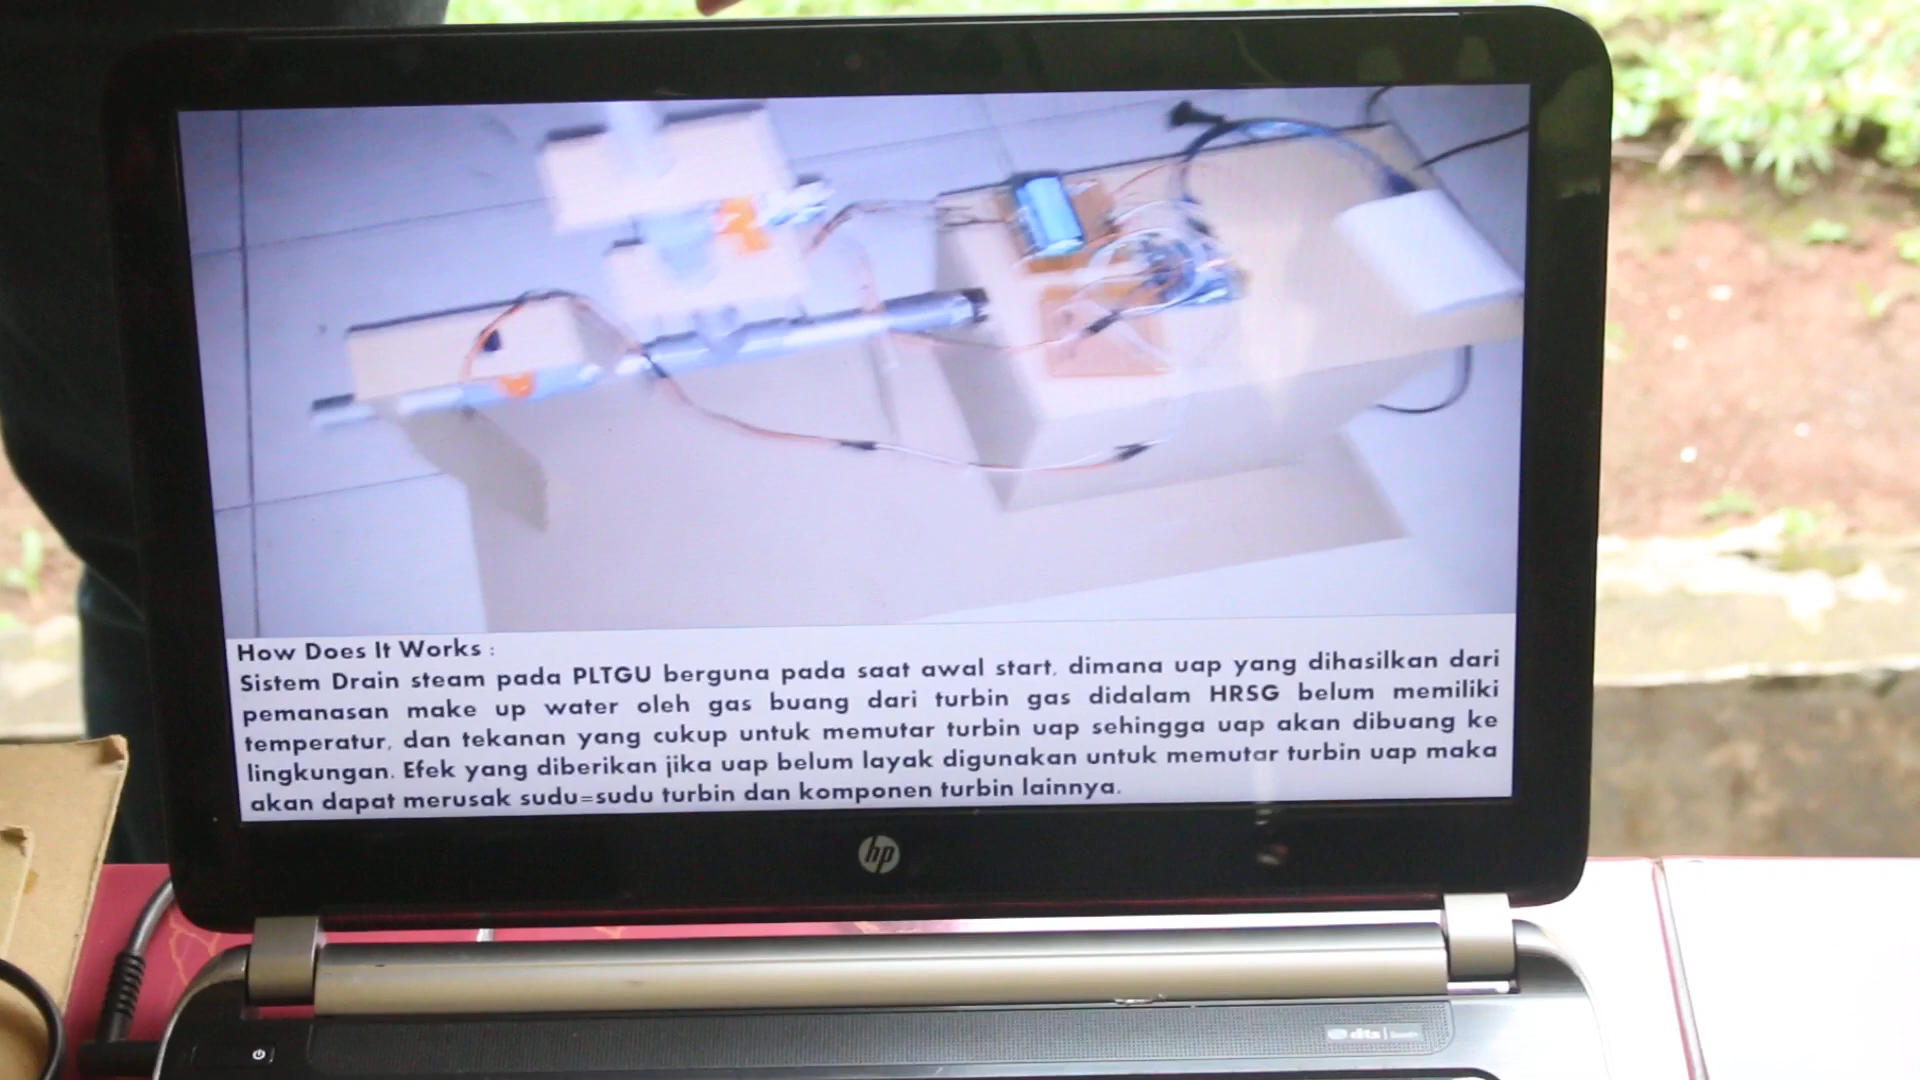 How Does It Works :
Sistem Drain steam pada PLTGU berguna pada saat awal start, dimana uap yang dihasilkan dari
pemanasan make up water oleh gas buang dari turbin gas didalam HRSG belum memiliki
temperatur, dan tekanan yang cukup untuk memutar turbin uap sehingga uap akan dibuang ke
lingkungan. Efek yang diberikan jika uap belum layak digunakan untuk memutar turbin uap maka
akan dapat merusak sudu=sudu turbin dan komponen turbin lainnya.
hp
dts